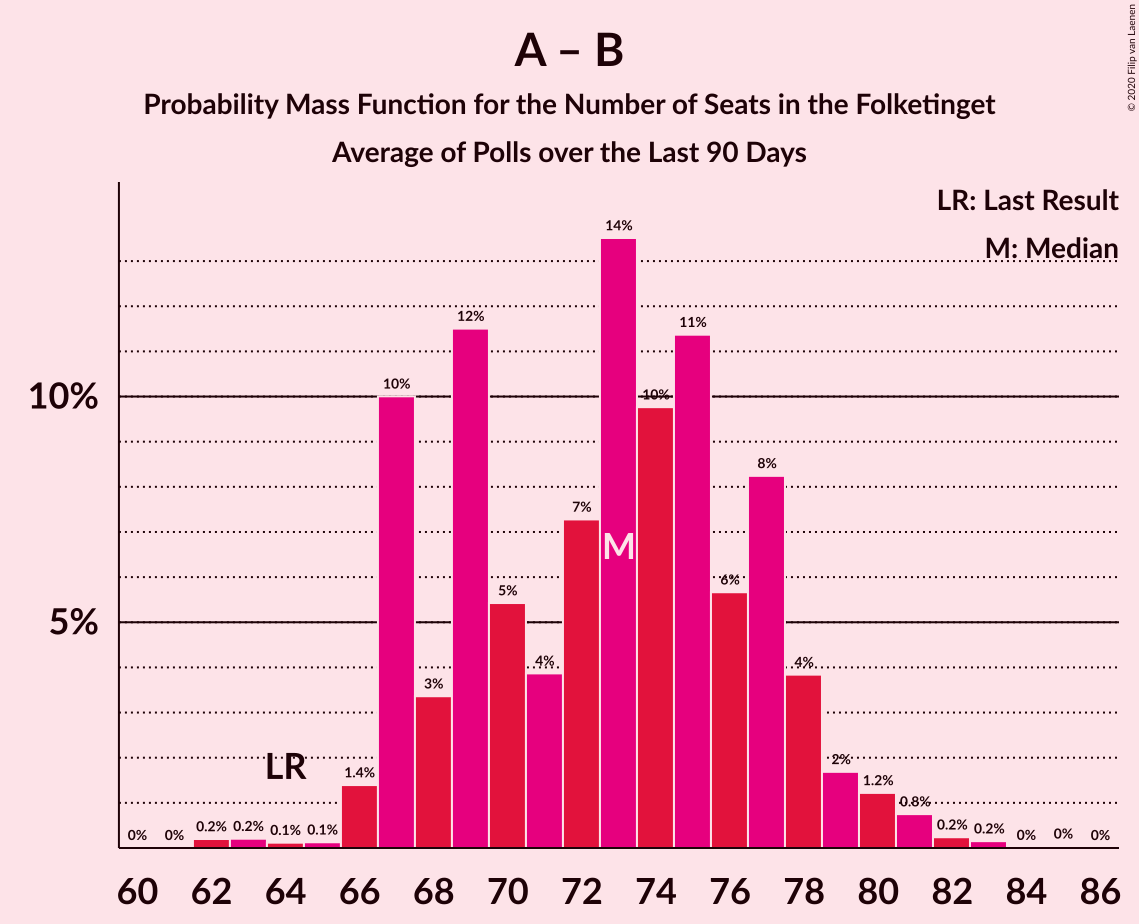 A – B
Probability Mass Function for the Number of Seats in the Folketinget
Average of Polls over the Last 90 Days
© 2020 Filip van Laenen
LR: Last Result
M: Median
10%
5%
0% 0% 0.2% 0.2% 0.1% 0.1% 1.4% 10% 3% 12% 5% 4% 7% 14% 10% 11% 6% 8% 4% 2% 1.2% 0.8% 0.2% 0.2% 0% 0% 0%
LR
M
60 62 64 66 68 70 72 74 76 78 80 82 84 86